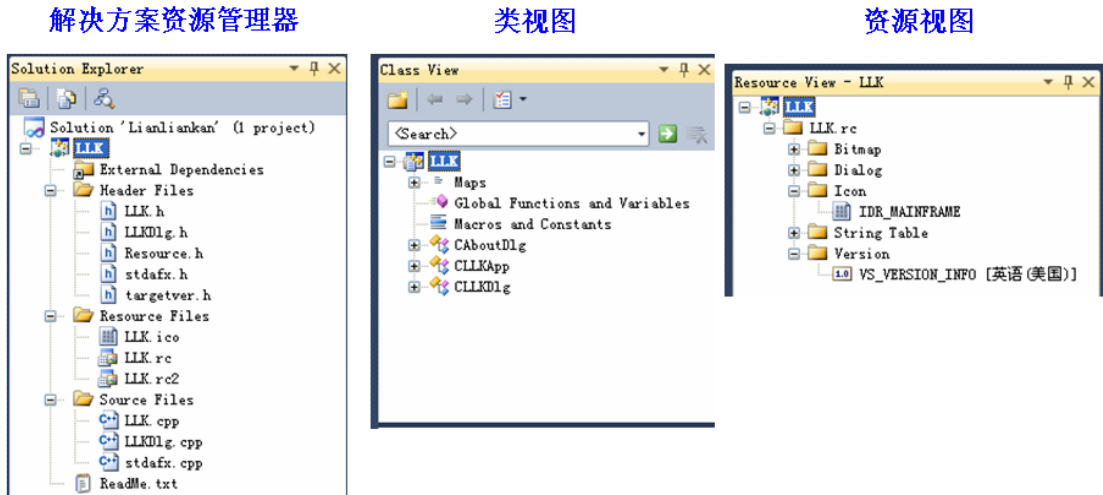 解决方案资源管理器
类视图
资源视图
Solution Explorer
Solution 'Lianliankan' (1 project)
LLK
External Dependencies
Header Files
LLK.h
LLKDlg.h
Resource.h
stdafx.h
targetver.h
Resource Files
LLK.ico
LLK.rc
LLK.rc2
Source Files
LLK.cpp
LLKDlg.cpp
stdafx.cpp
ReadMe.txt
Class View
<Search>
LLK
Maps
Global Functions and Variables
Macros and Constants
CAboutDlg
CLLKApp
CLLKDlg
Resource View - LLK
LLK
LLK.rc
Bitmap
Dialog
Icon
IDR_MAINFRAME
String Table
Version
VS_VERSION_INFO [英语(美国)]